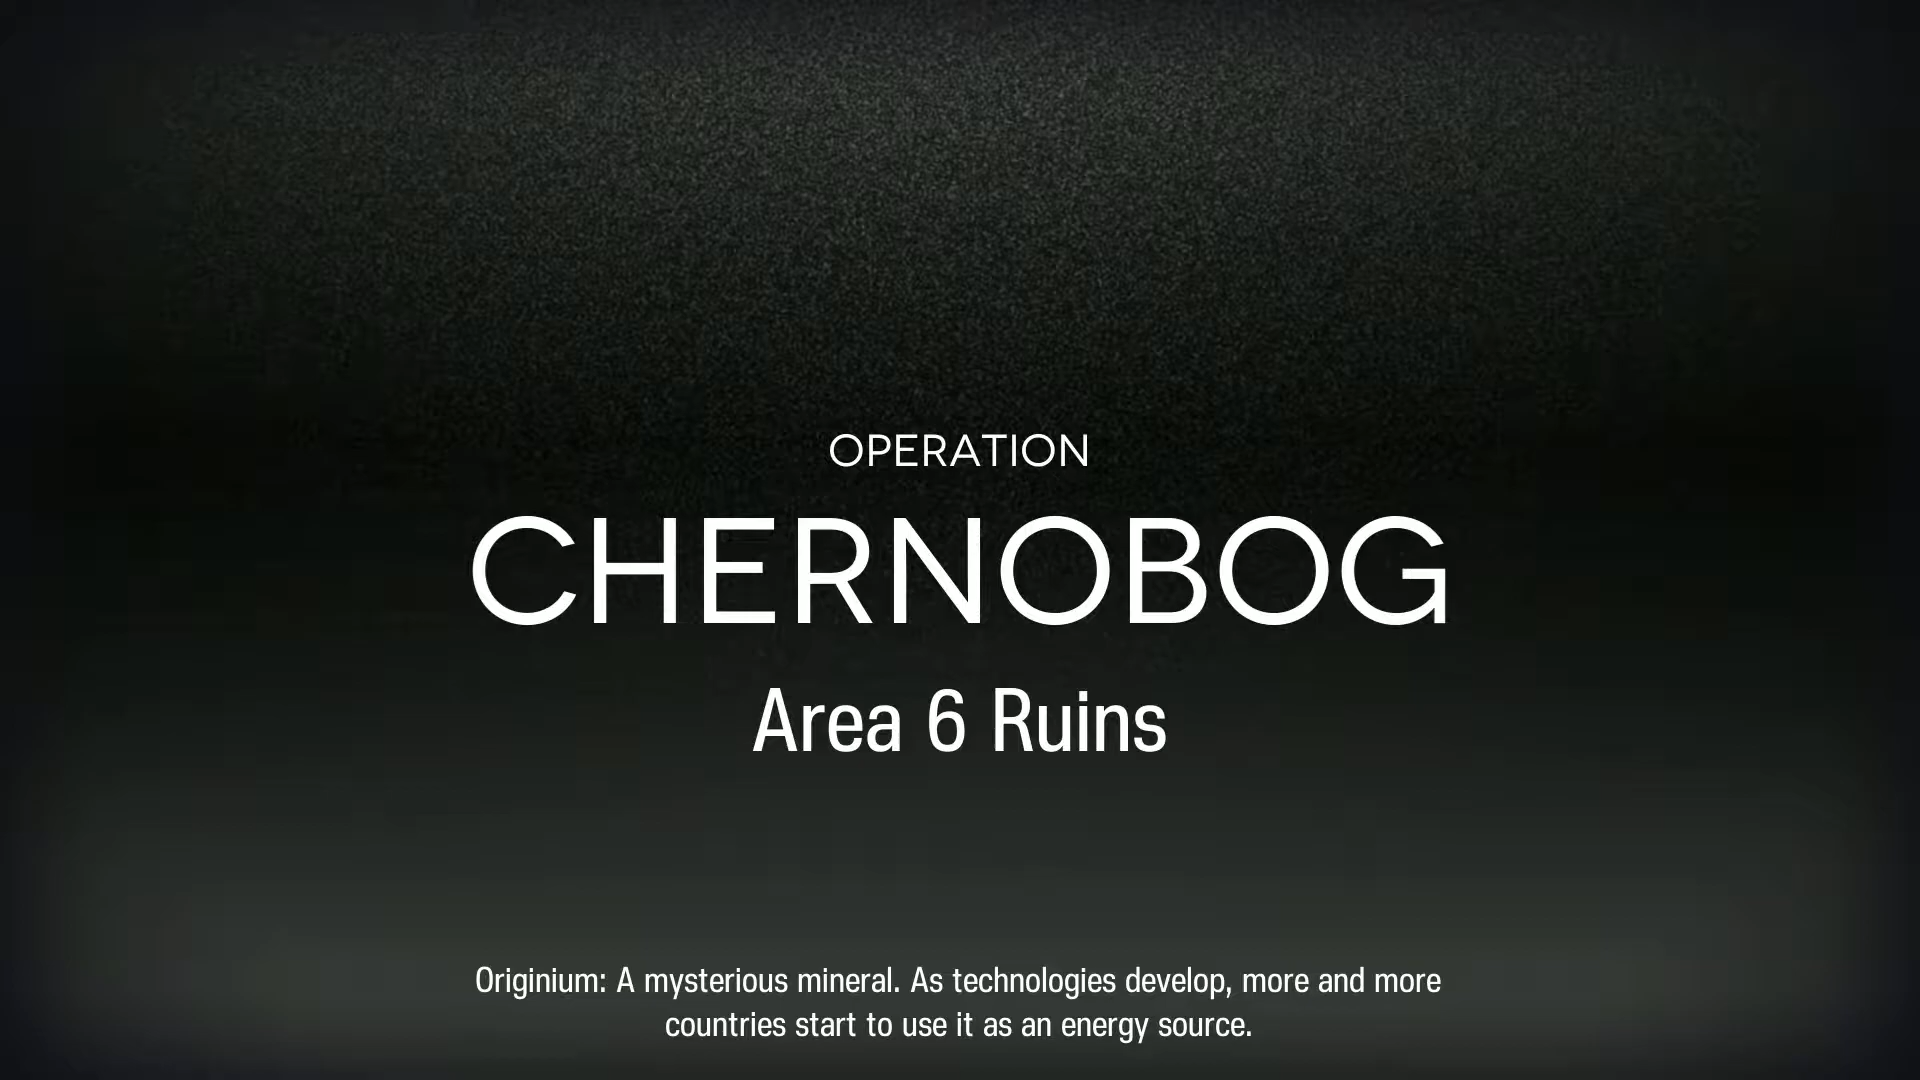 OPERATION
CHERNOBOG
Area 6 Ruins
Originium: A mysterious mineral. As technologies develop, more and more
countries start to use it as an energy source.